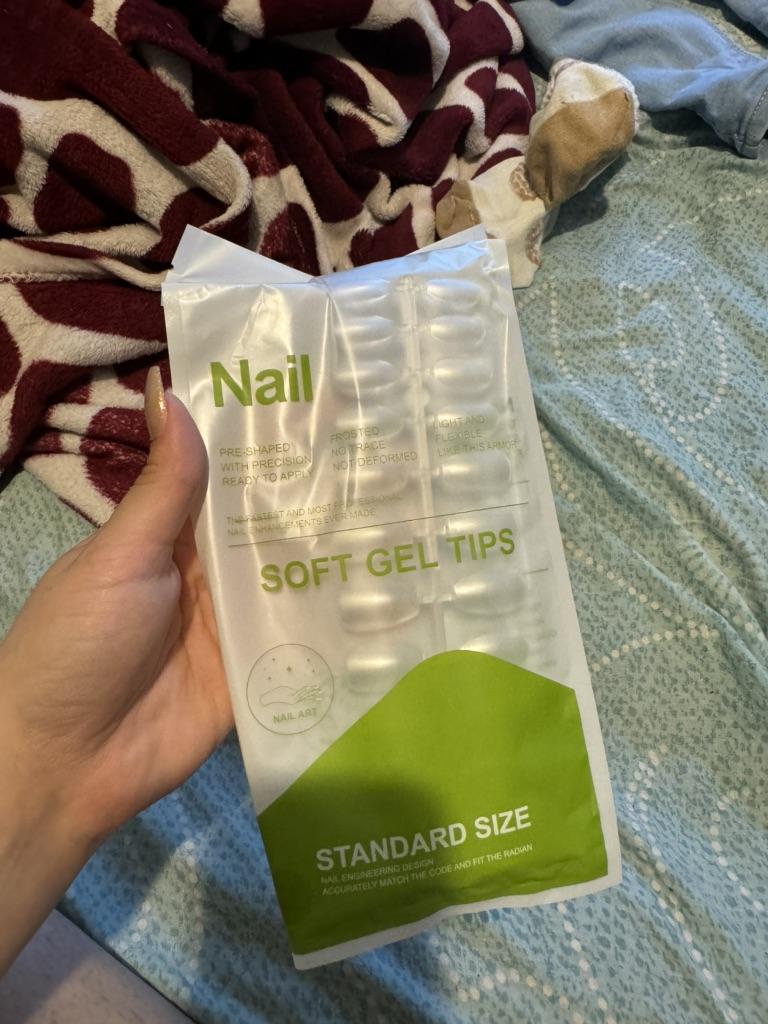 Nail
PRE-SHAPED
WITH PRECISION
READY TO APPLY
FROSTED
NO TRACE
NOT DEFORMED
LIGHT AND
FLEXIBLE
LIKE THIS ARMOR
THE FASTEST AND MOST PROFESSIONAL
NAIL ENHANCEMENTS EVER MADE
SOFT GEL TIPS
NAIL ART
STANDARD SIZE
NAIL ENGINEERING DESIGN
ACCURATELY MATCH THE CODE AND FIT THE RADIAN